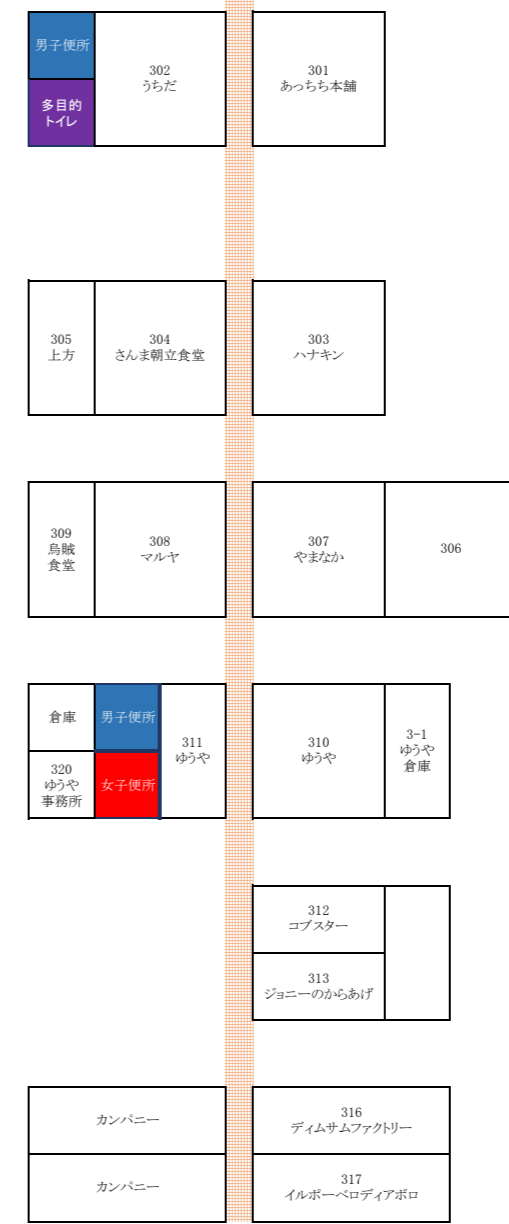 男子便所
多目的
トイレ
302
うちだ
301
あっちち本舗
305
上方
304
さんま朝立食堂
303
ハナキン
309
烏賊
食堂
308
マルヤ
307
やまなか
306
倉庫
男子便所
311
ゆうや
310
ゆうや
3-1
ゆうや
倉庫
320
ゆうや
事務所
女子便所
312
コブスター
313
ジョニーのからあげ
カンパニー
316
ディムサムファクトリー
カンパニー
317
イルポーベロディアボロ